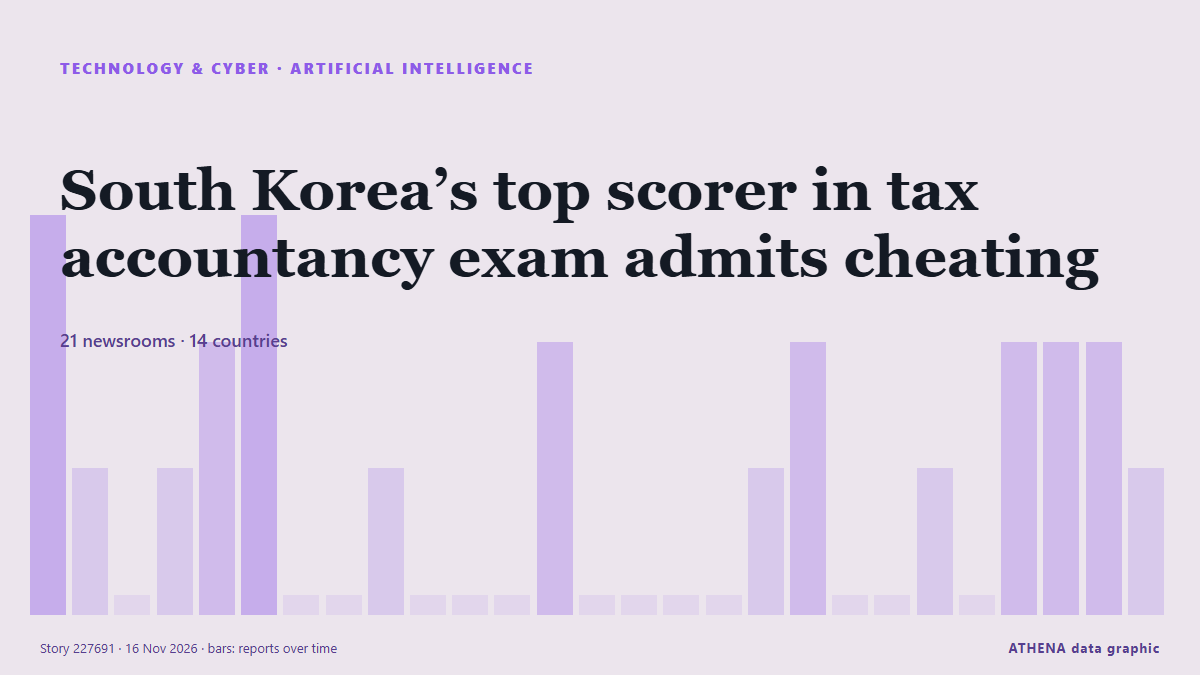 TECHNOLOGY & CYBER · ARTIFICIAL INTELLIGENCE
South Korea’s top scorer in tax
accountancy exam admits cheating
21 newsrooms · 14 countries
Story 227691 · 16 Nov 2026 · bars: reports over time
ATHENA data graphic